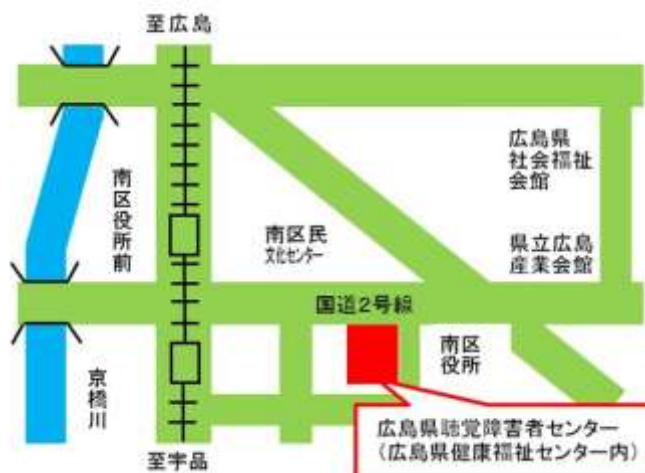 至広島
広島県
社会福祉
会館
南区役所前
南区民
文化センター
県立広島
産業会館
国道2号線
南区
役所
京橋川
広島県聴覚障害者センター
（広島県健康福祉センター内）
至宇品